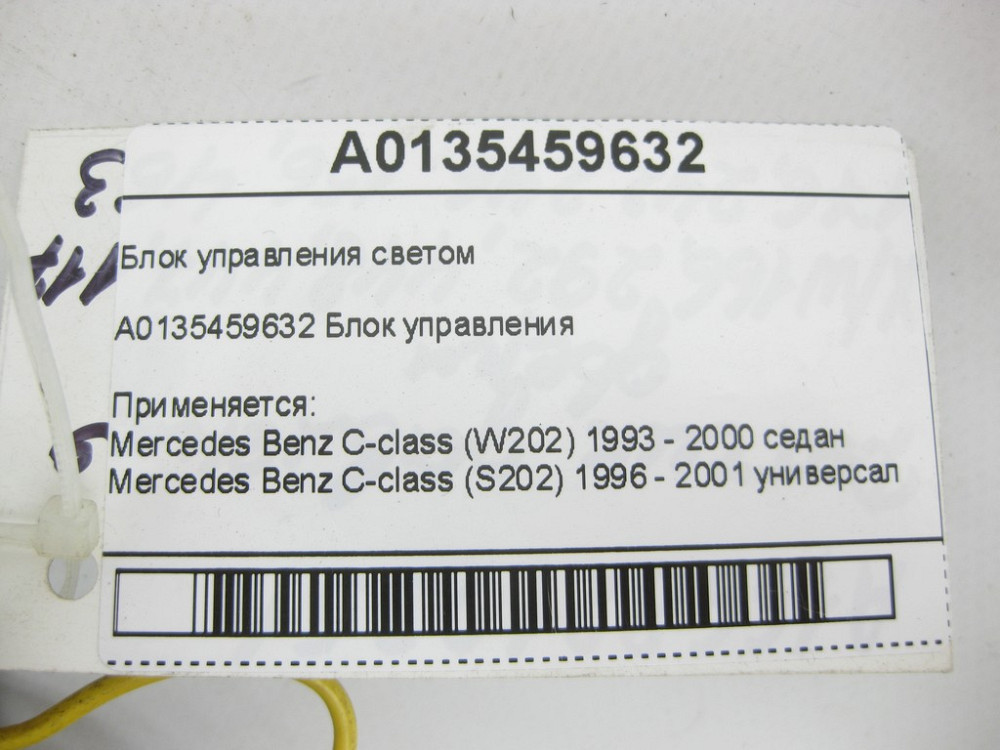 A0135459632
Блок управления светом
A0135459632 Блок управления
Применяется:
Mercedes Benz C-class (W202) 1993 - 2000 седан
Mercedes Benz C-class (S202) 1996 - 2001 универсал